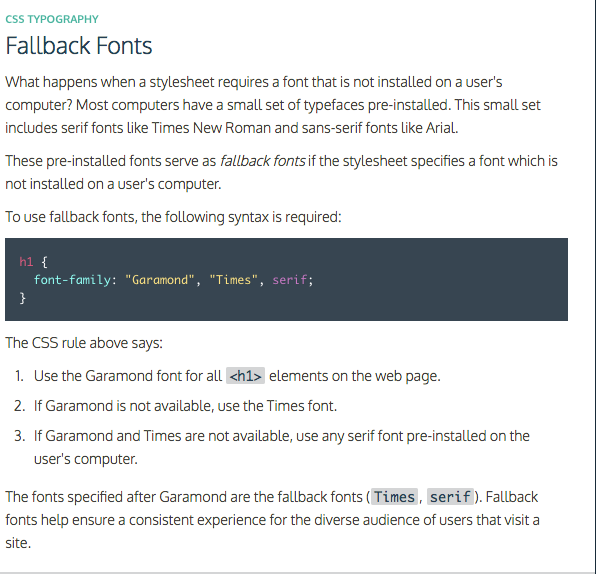 CSS TYPOGRAPHY
Fallback Fonts
What happens when a stylesheet requires a font that is not installed on a user's
computer? Most computers have a small set of typefaces pre-installed. This small set
includes serif fonts like Times New Roman and sans-serif fonts like Arial.
These pre-installed fonts serve as fallback fonts if the stylesheet specifies a font which is
not installed on a user's computer.
To use fallback fonts, the following syntax is required:
h1 {
  font-family: "Garamond", "Times", serif;
}
The CSS rule above says:
1. Use the Garamond font for all <h1> elements on the web page.
2. If Garamond is not available, use the Times font.
3. If Garamond and Times are not available, use any serif font pre-installed on the
user's computer.
The fonts specified after Garamond are the fallback fonts ( Times , serif ). Fallback
fonts help ensure a consistent experience for the diverse audience of users that visit a
site.